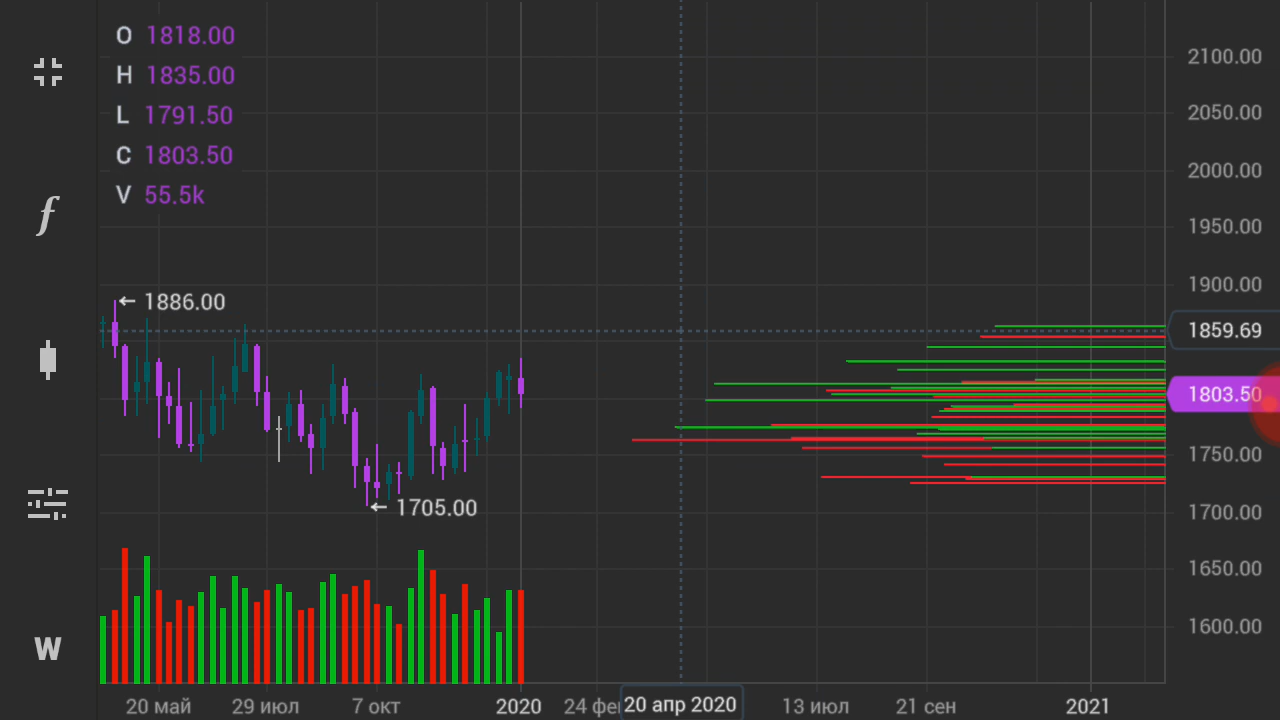 O 1818.00
H 1835.00
L 1791.50
C 1803.50
V 55.5k
f
W
← 1886.00
← 1705.00
2100.00
2050.00
2000.00
1950.00
1900.00
1859.69
1803.50
1750.00
1700.00
1650.00
1600.00
20 май
29 июл
7 окт
2020
24 фе
20 апр 2020
13 июл
21 сен
2021